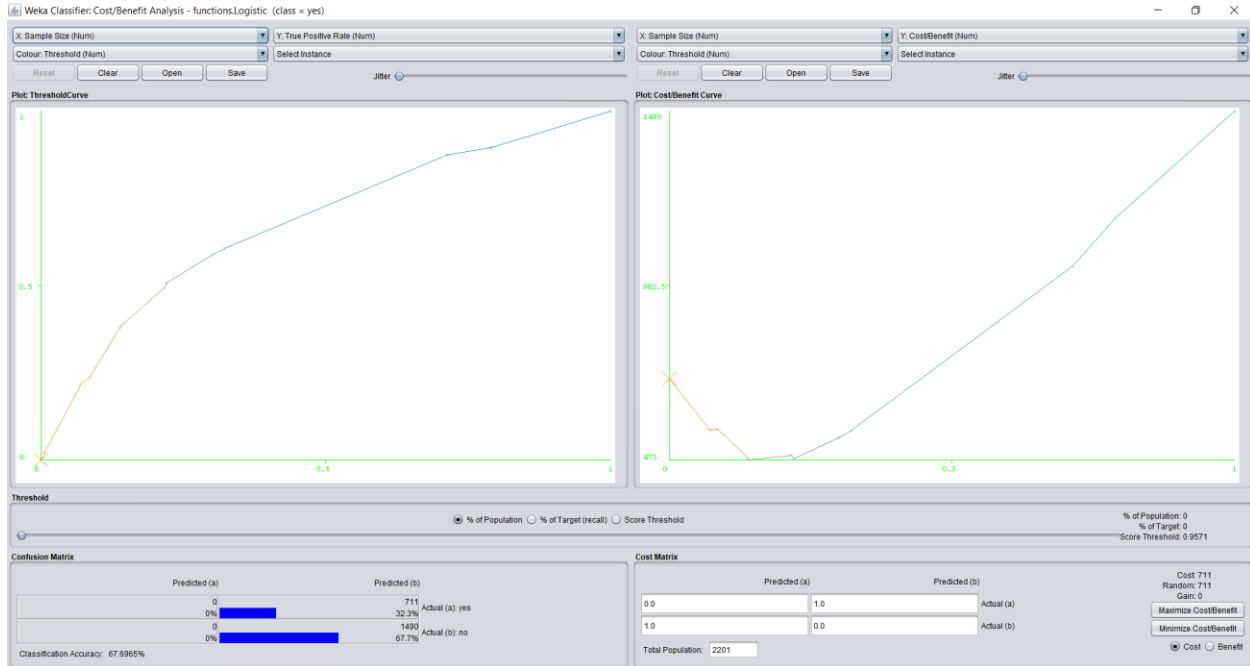 Weka Classifier: Cost/Benefit Analysis - functions.Logistic (class = yes)
X: Sample Size (Num) Y: True Positive Rate (Num) X: Sample Size (Num) Y: Cost/Benefit (Num)
Colour: Threshold (Num) Select Instance Colour: Threshold (Num) Select Instance
Reset Clear Open Save Jitter Reset Clear Open Save Jitter
Plot: ThresholdCurve Plot: Cost/Benefit Curve
1 1490
0.5 982.5
0 475
0 0.5 1 0 0.5 1
Threshold
% of Population % of Target (recall) Score Threshold
% of Population: 0
% of Target: 0
Score Threshold: 0.9571
Confusion Matrix
Predicted (a) Predicted (b)
0 711
0% 32.3% Actual (a): yes
0 1490
0% 67.7% Actual (b): no
Classification Accuracy: 67.6965%
Cost Matrix
Predicted (a) Predicted (b)
0.0 1.0 Actual (a)
1.0 0.0 Actual (b)
Total Population: 2201
Cost: 711
Random: 711
Gain: 0
Maximize Cost/Benefit
Minimize Cost/Benefit
Cost Benefit